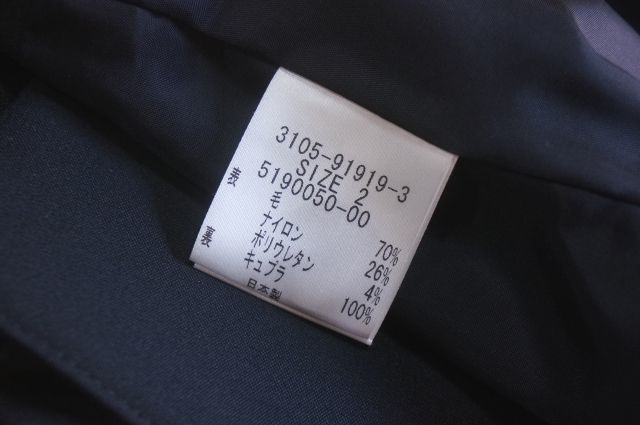 3105-91919-3
SIZE 2
5190050-00
表 毛 70%
ナイロン 26%
ポリウレタン 4%
裏 キュプラ 100%
日本製